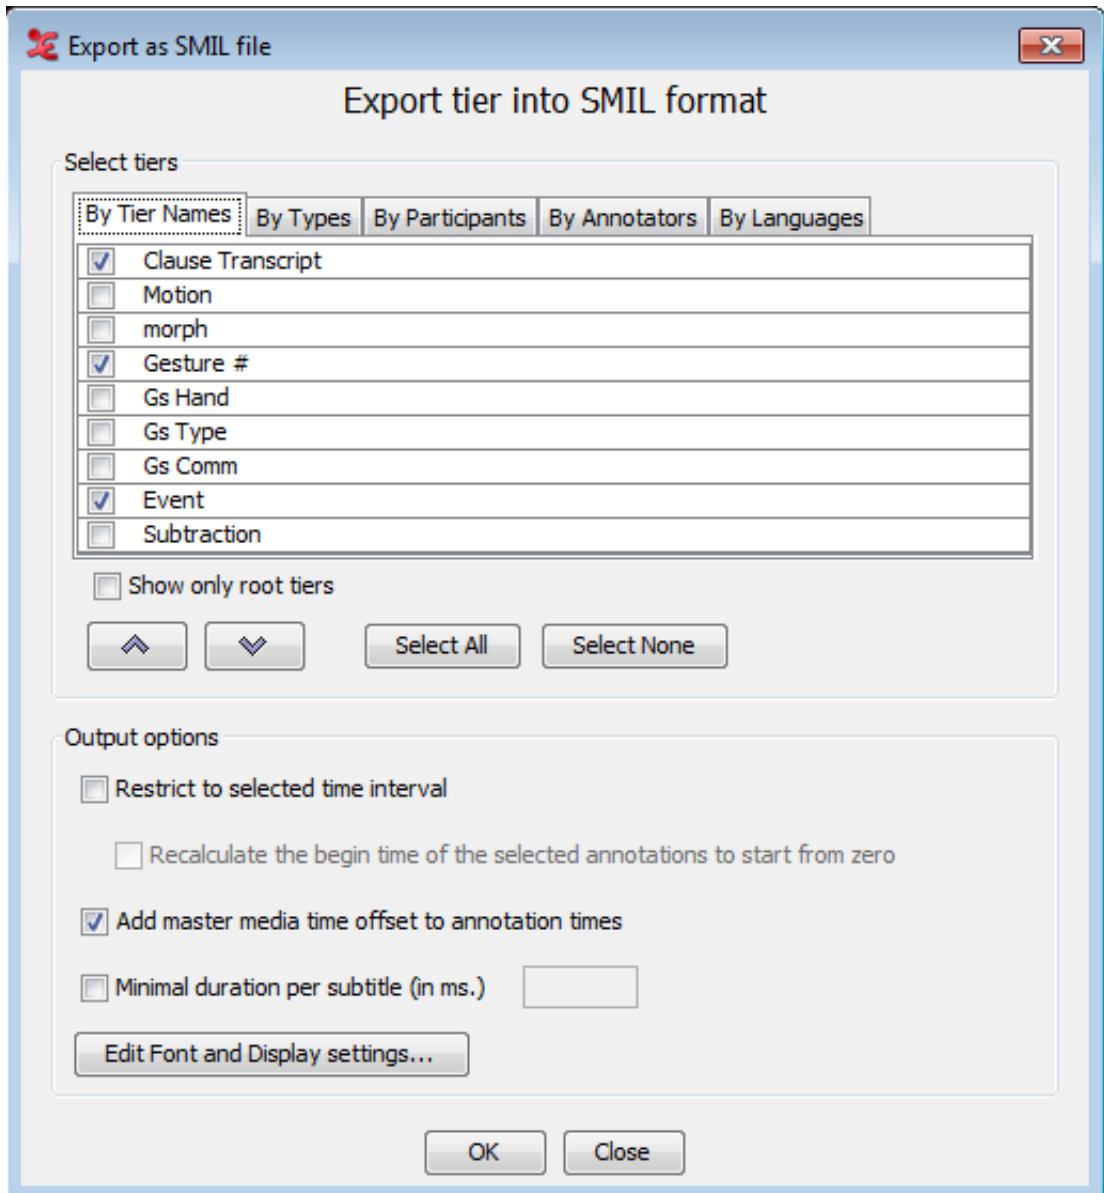 Export as SMIL file
Export tier into SMIL format
Select tiers
By Tier Names By Types By Participants By Annotators By Languages
Clause Transcript
Motion
morph
Gesture #
Gs Hand
Gs Type
Gs Comm
Event
Subtraction
Show only root tiers
Select All Select None
Output options
Restrict to selected time interval
Recalculate the begin time of the selected annotations to start from zero
Add master media time offset to annotation times
Minimal duration per subtitle (in ms.)
Edit Font and Display settings...
OK Close